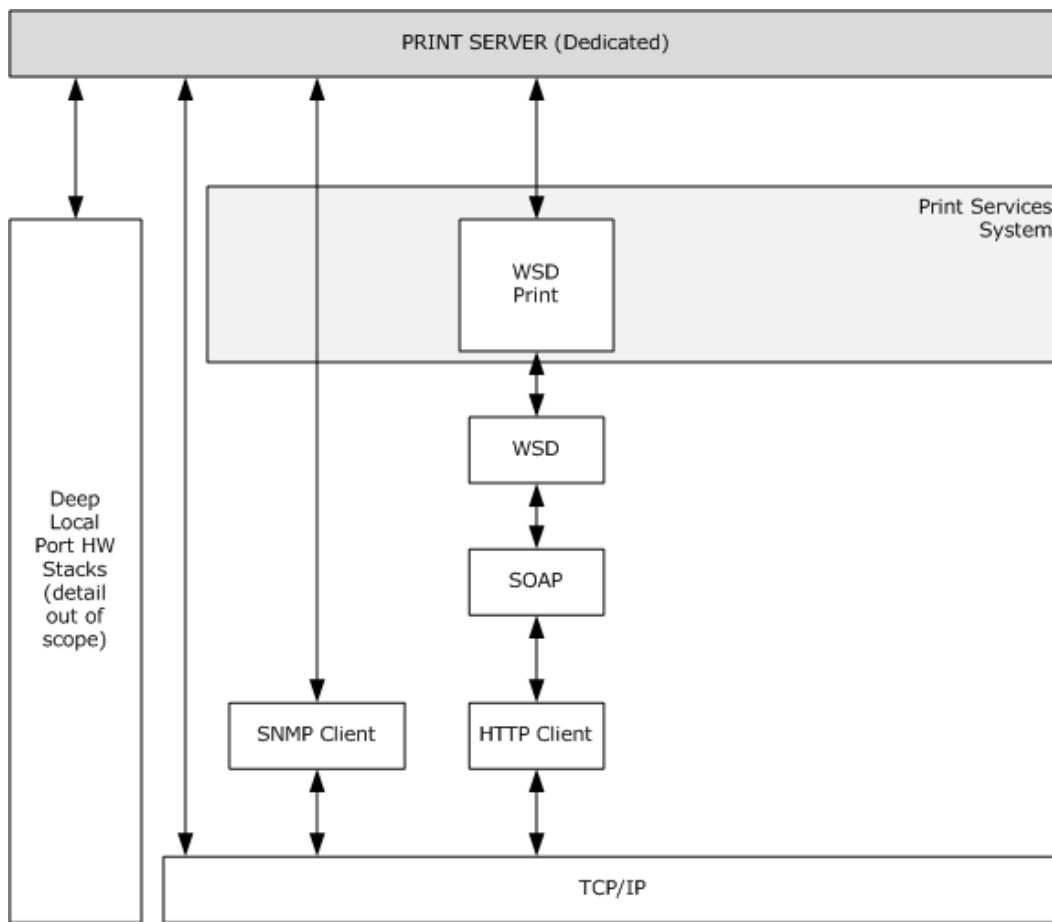 PRINT SERVER (Dedicated)
Print Services
System
WSD
Print
WSD
Deep
Local
Port HW
Stacks
(detail
out of
scope)
SOAP
SNMP Client
HTTP Client
TCP/IP